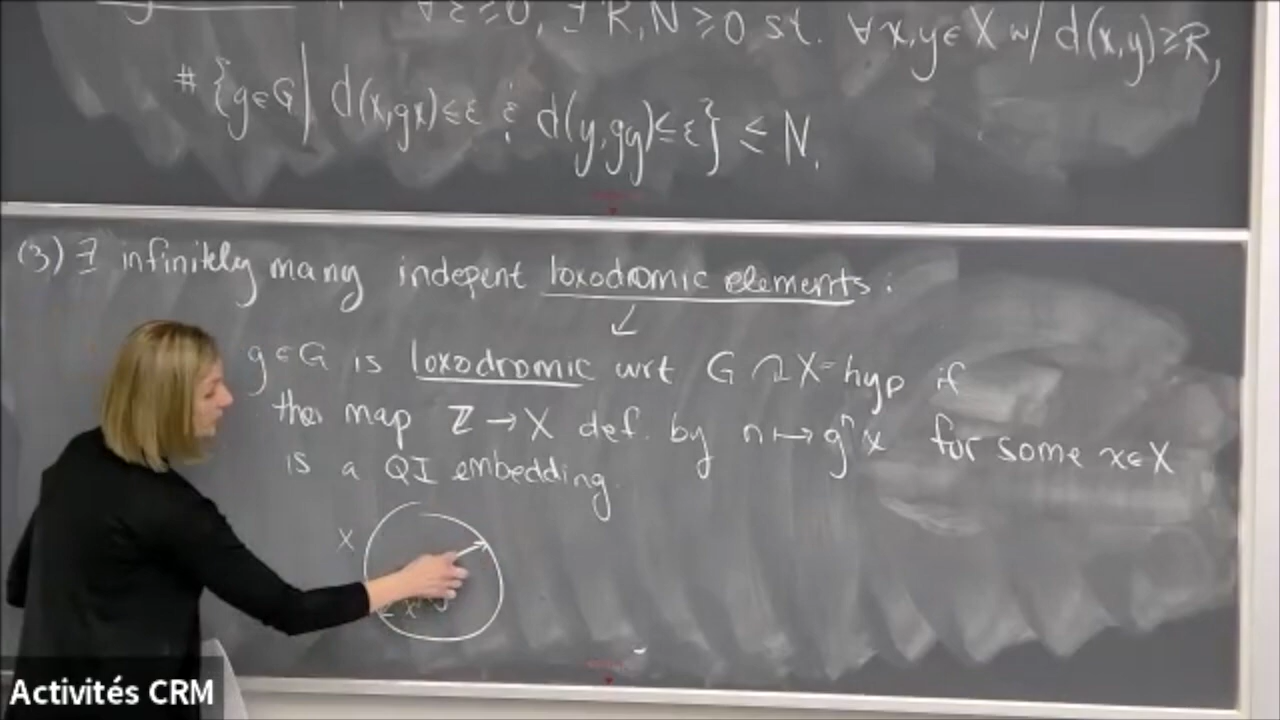 ∀ε≥0, ∃R,N≥0 st. ∀x,y∈X w/ d(x,y)≥R,
#{g∈G| d(x,gx)≤ε & d(y,gy)≤ε} ≤ N.
(3) ∃ infinitely many indepent loxodromic elements:
↙
g∈G is loxodromic wrt G ↷ X=hyp if
the map ℤ→X def. by n↦gⁿx for some x∈X
is a QI embedding
X
x
Activités CRM